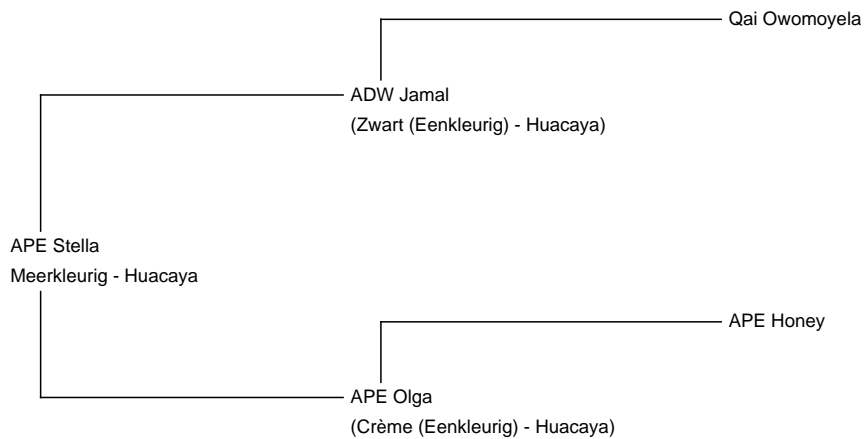 Qai Owomoyela
ADW Jamal
(Zwart (Eenkleurig) - Huacaya)
APE Stella
Meerkleurig - Huacaya
APE Honey
APE Olga
(Crème (Eenkleurig) - Huacaya)